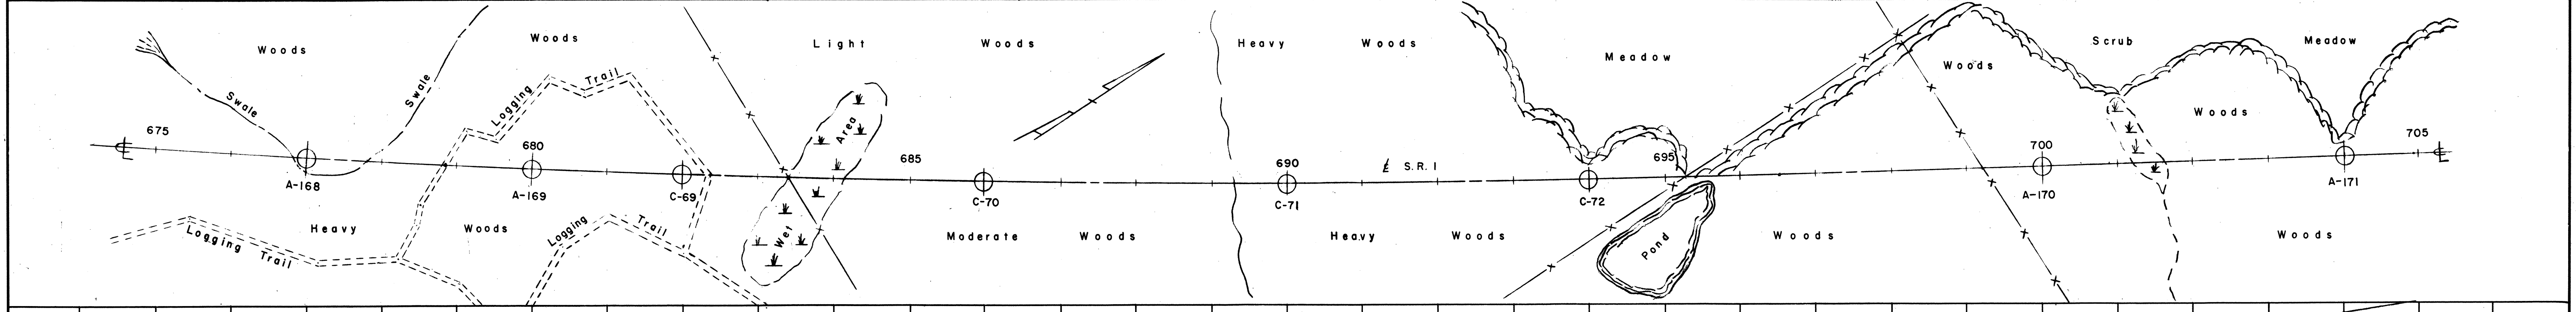 Woods Woods Light Woods Heavy Woods Meadow Woods Scrub Meadow
Swale Swale Logging Trail Area Woods
675 680 685 690 ℄ S.R. 1 695 700 705
A-168 A-169 C-69 C-70 C-71 C-72 A-170 A-171
Logging Trail Heavy Woods Logging Trail Wet Moderate Woods Heavy Woods Pond Woods Woods